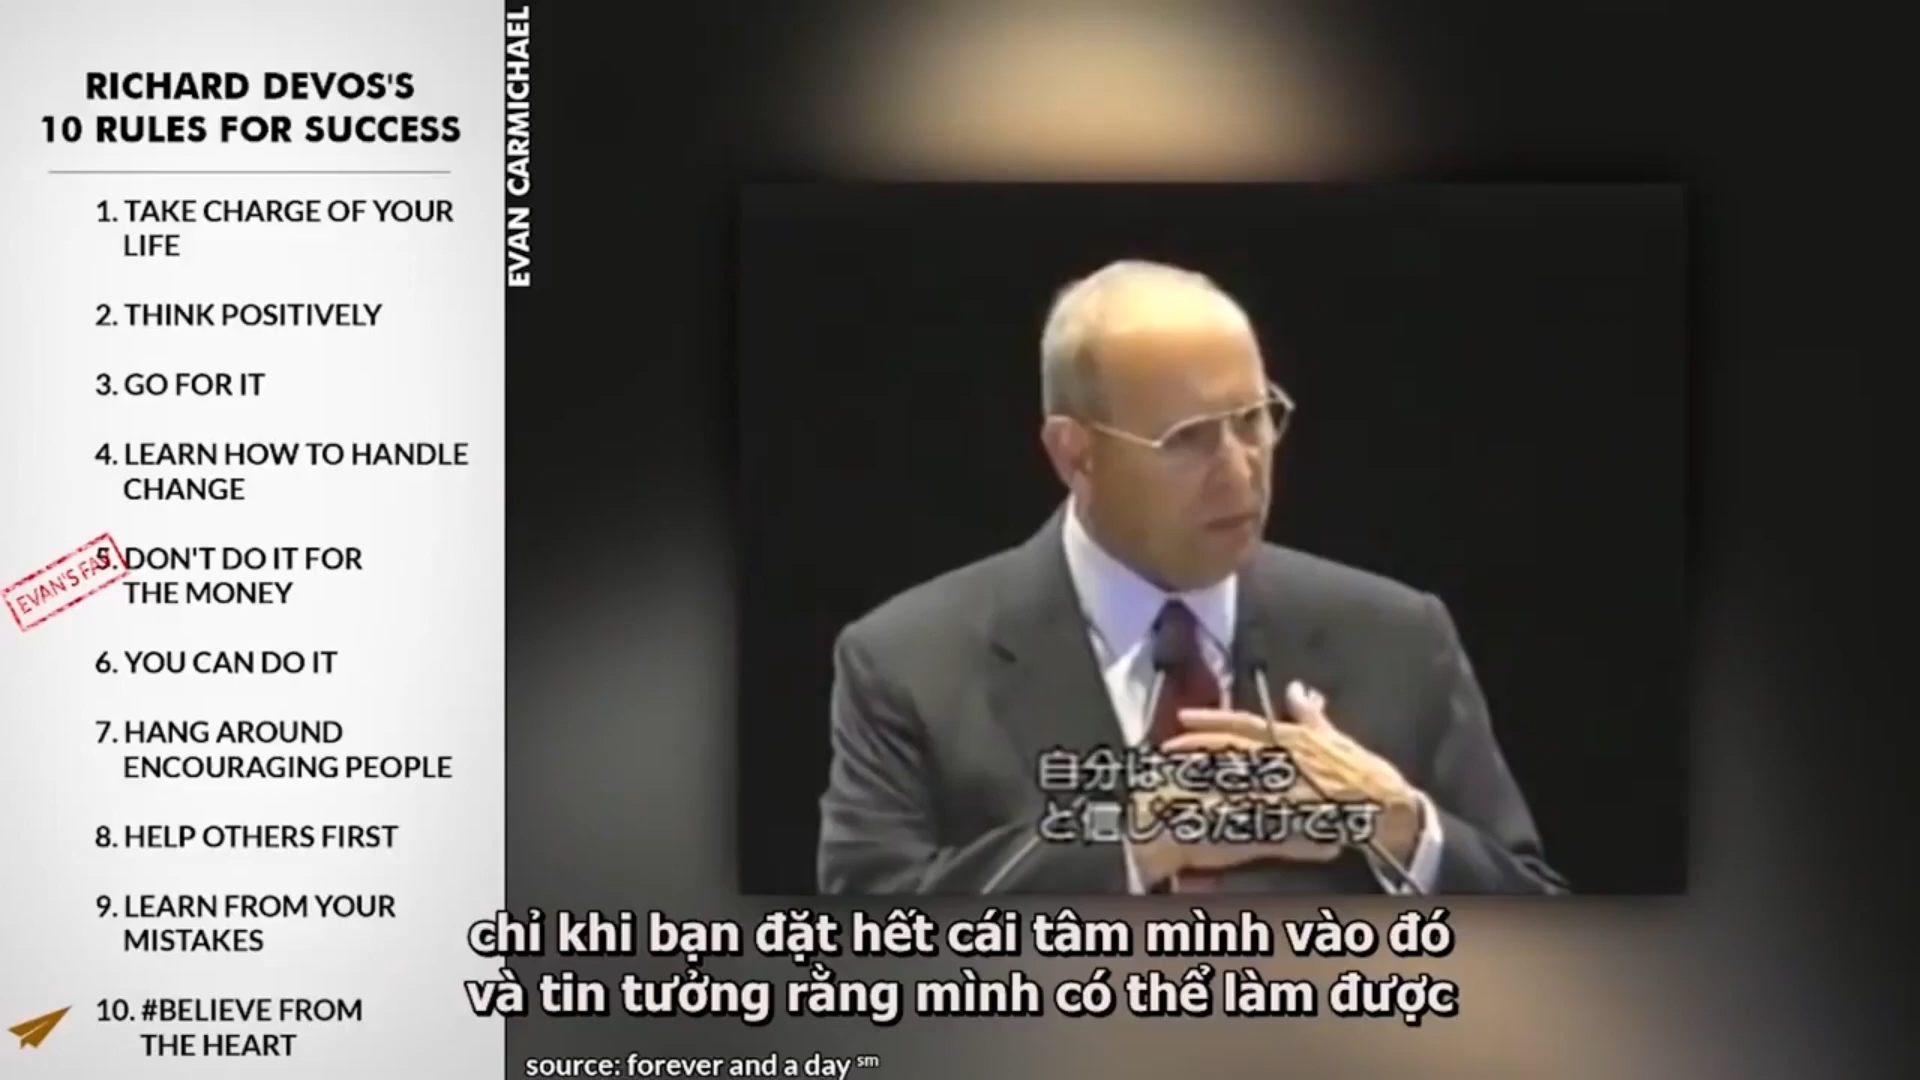 RICHARD DEVOS'S
10 RULES FOR SUCCESS
1. TAKE CHARGE OF YOUR
LIFE
2. THINK POSITIVELY
3. GO FOR IT
4. LEARN HOW TO HANDLE
CHANGE
EVAN'S FAV
5. DON'T DO IT FOR
THE MONEY
6. YOU CAN DO IT
7. HANG AROUND
ENCOURAGING PEOPLE
8. HELP OTHERS FIRST
9. LEARN FROM YOUR
MISTAKES
10. #BELIEVE FROM
THE HEART
EVAN CARMICHAEL
自分はできる
と信じるだけです
chỉ khi bạn đặt hết cái tâm mình vào đó
và tin tưởng rằng mình có thể làm được
source: forever and a day ℠